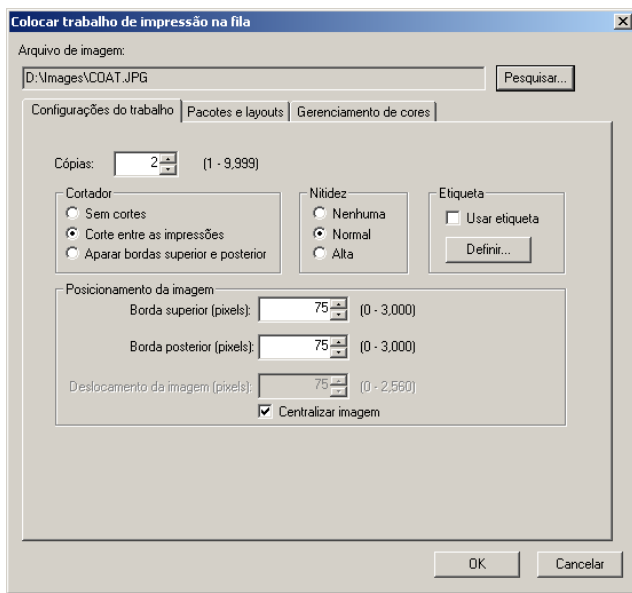 Colocar trabalho de impressão na fila
Arquivo de imagem:
D:\Images\COAT.JPG
Pesquisar...
Configurações do trabalho Pacotes e layouts Gerenciamento de cores
Cópias: 2 (1 - 9,999)
Cortador
Sem cortes
Corte entre as impressões
Aparar bordas superior e posterior
Nitidez
Nenhuma
Normal
Alta
Etiqueta
Usar etiqueta
Definir...
Posicionamento da imagem
Borda superior (pixels): 75 (0 - 3,000)
Borda posterior (pixels): 75 (0 - 3,000)
Deslocamento da imagem (pixels): 75 (0 - 2,560)
Centralizar imagem
OK Cancelar